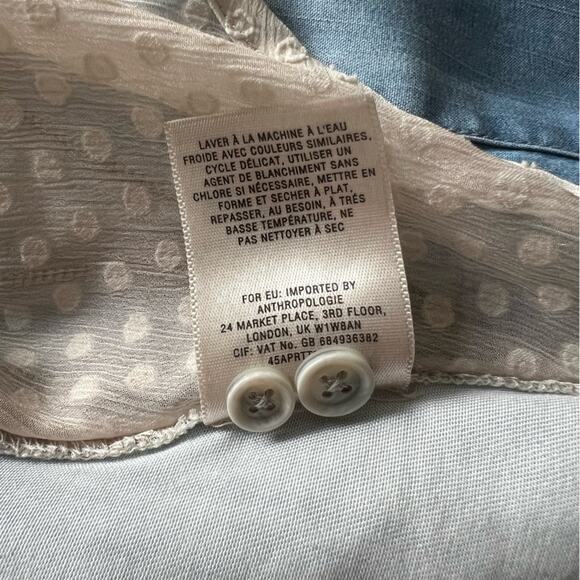 LAVER À LA MACHINE À L'EAU
FROIDE AVEC COULEURS SIMILAIRES,
CYCLE DÉLICAT, UTILISER UN
AGENT DE BLANCHIMENT SANS
CHLORE SI NÉCESSAIRE, METTRE EN
FORME ET SECHER À PLAT,
REPASSER, AU BESOIN, À TRÉS
BASSE TEMPÉRATURE, NE
PAS NETTOYER À SEC
FOR EU: IMPORTED BY
ANTHROPOLOGIE
24 MARKET PLACE, 3RD FLOOR,
LONDON, UK W1W8AN
CIF: VAT No. GB 684936382